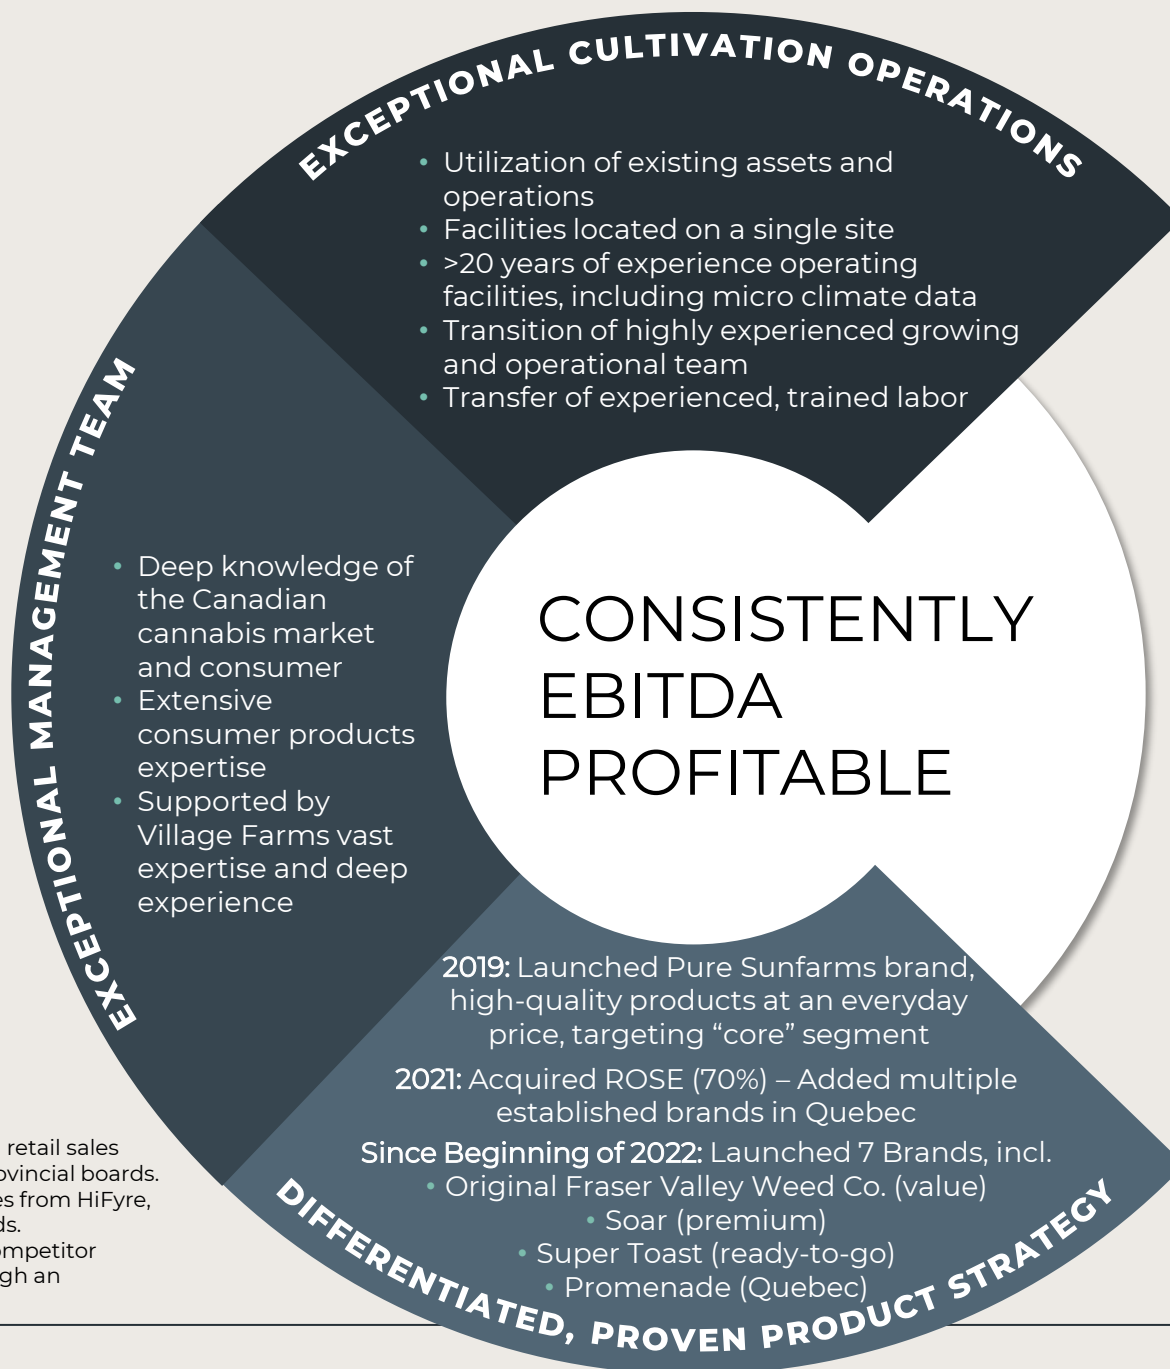 EXCEPTIONAL CULTIVATION OPERATIONS
• Utilization of existing assets and
operations
• Facilities located on a single site
• >20 years of experience operating
facilities, including micro climate data
• Transition of highly experienced growing
and operational team
• Transfer of experienced, trained labor
EXCEPTIONAL MANAGEMENT TEAM
• Deep knowledge of
the Canadian
cannabis market
and consumer
• Extensive
consumer products
expertise
• Supported by
Village Farms vast
expertise and deep
experience
CONSISTENTLY
EBITDA
PROFITABLE
2019: Launched Pure Sunfarms brand,
high-quality products at an everyday
price, targeting “core” segment
2021: Acquired ROSE (70%) – Added multiple
established brands in Quebec
Since Beginning of 2022: Launched 7 Brands, incl.
• Original Fraser Valley Weed Co. (value)
• Soar (premium)
• Super Toast (ready-to-go)
• Promenade (Quebec)
DIFFERENTIATED, PROVEN PRODUCT STRATEGY
retail sales
boards.
from HiFyre,